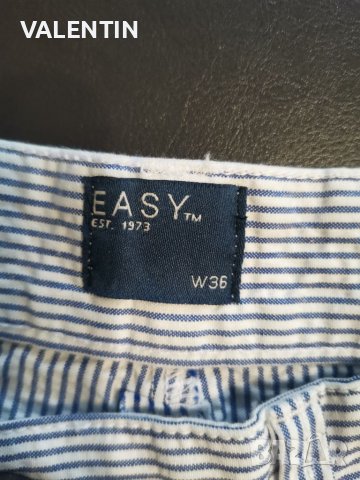 VALENTIN
EASY™
EST. 1973
W36